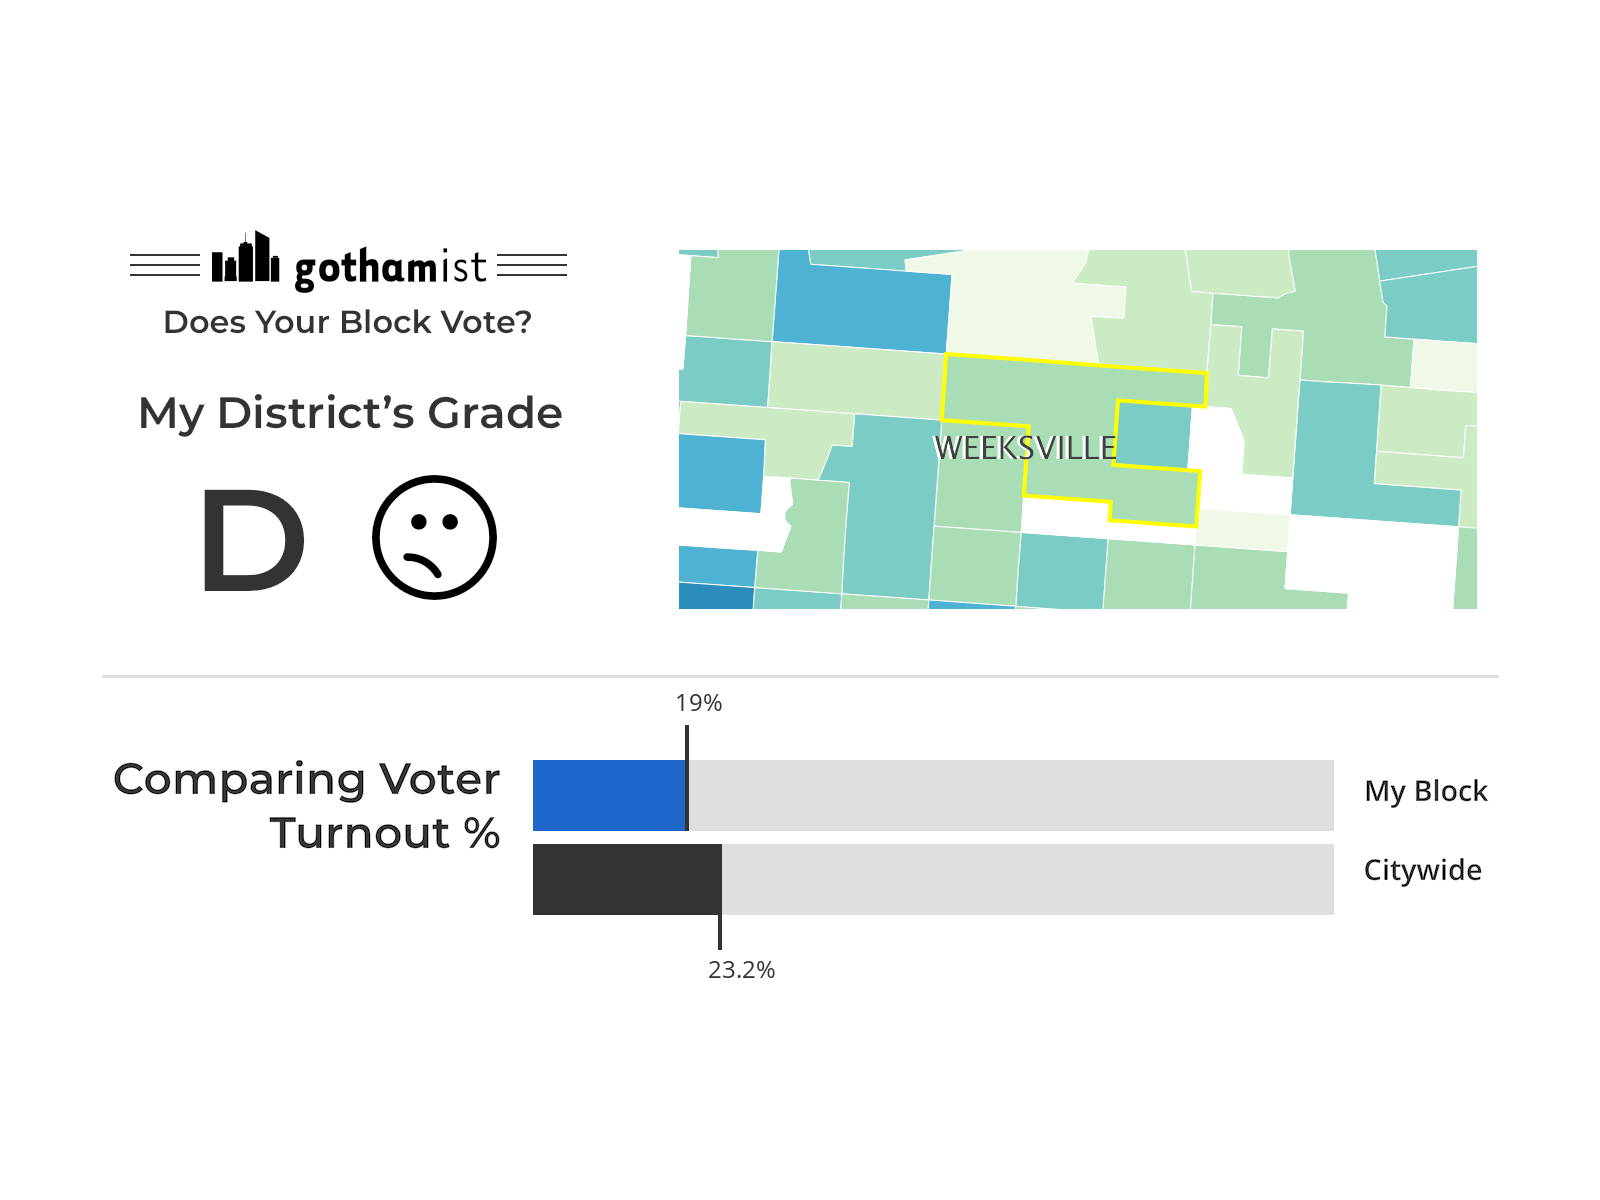 gothamist
Does Your Block Vote?
My District’s Grade
D
WEEKSVILLE
19%
Comparing Voter
Turnout %
My Block
Citywide
23.2%